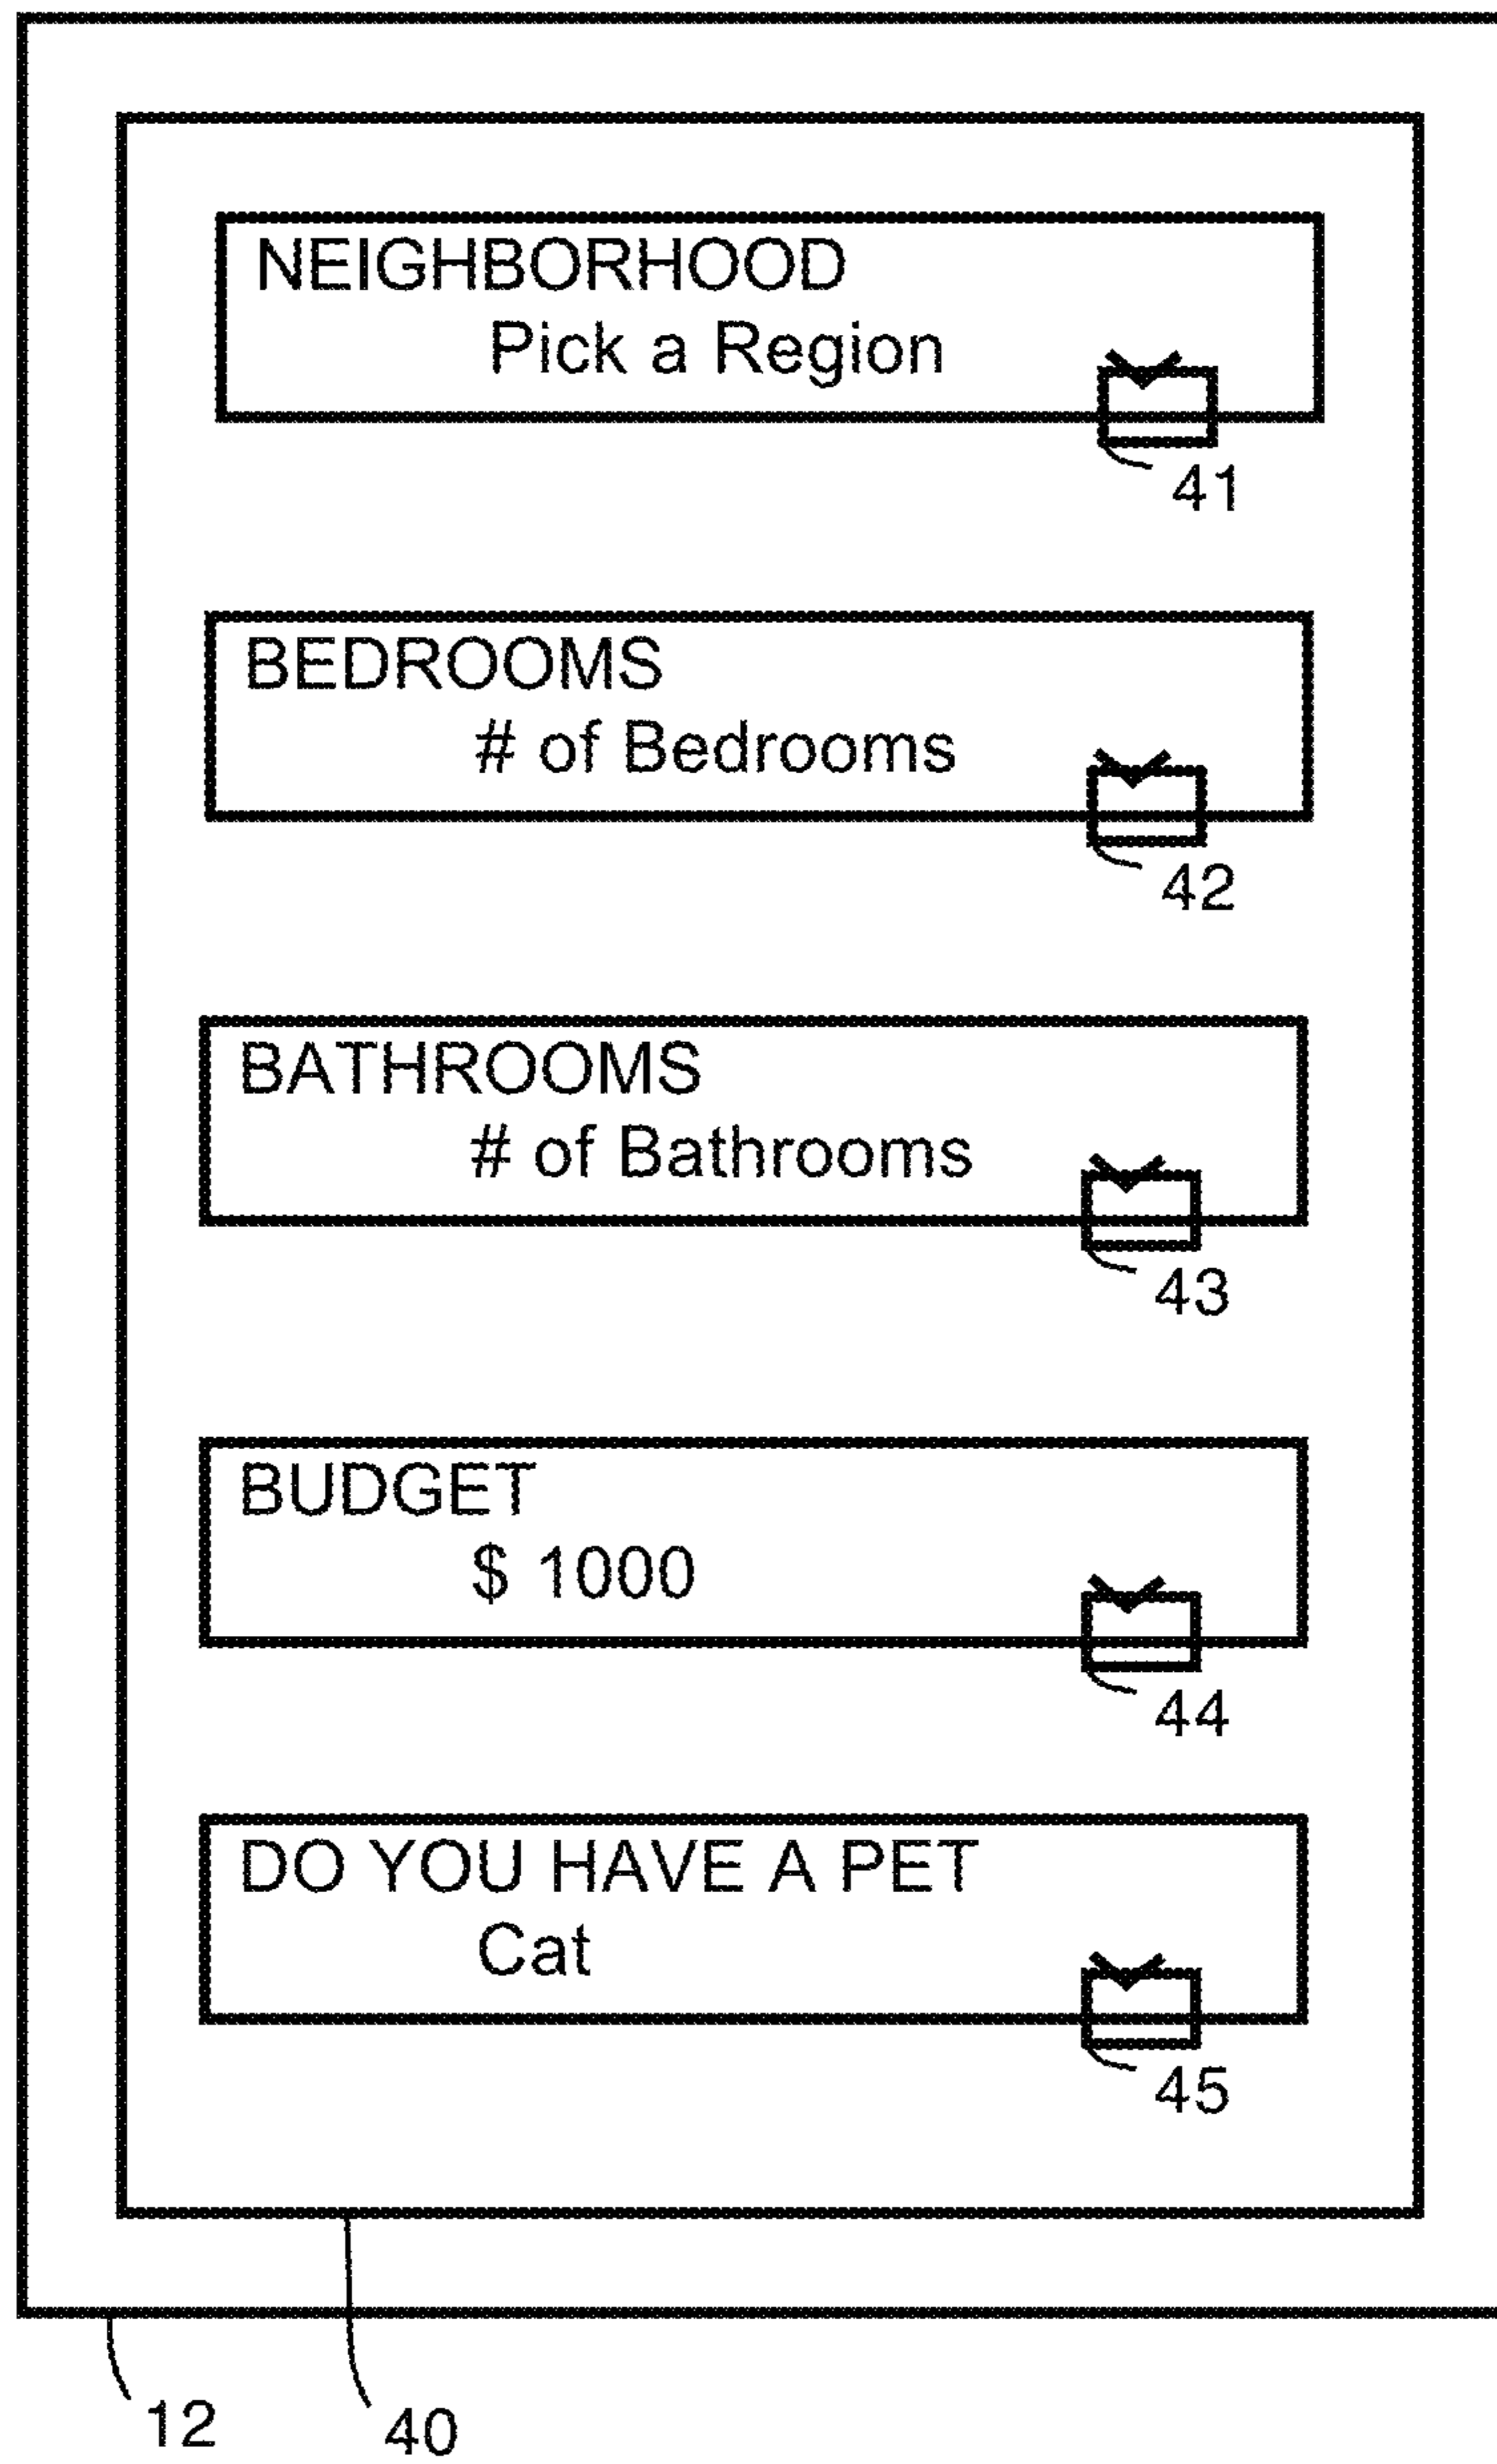 NEIGHBORHOOD
Pick a Region
41
BEDROOMS
# of Bedrooms
42
BATHROOMS
# of Bathrooms
43
BUDGET
$ 1000
44
DO YOU HAVE A PET
Cat
45
12
40